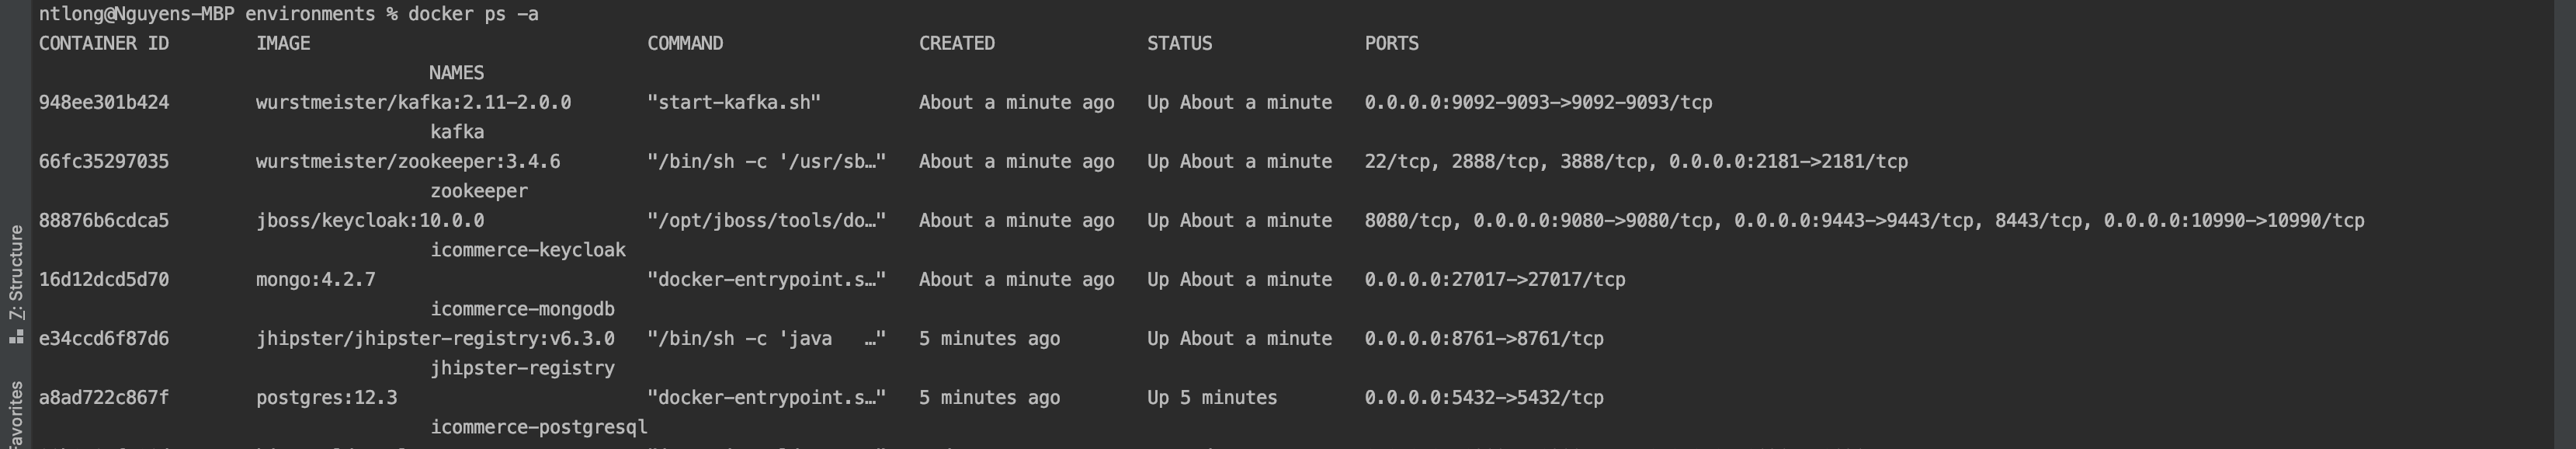 ntlong@Nguyens-MBP environments % docker ps -a
CONTAINER ID        IMAGE                               COMMAND                  CREATED              STATUS              PORTS
                                    NAMES
948ee301b424        wurstmeister/kafka:2.11-2.0.0       "start-kafka.sh"         About a minute ago   Up About a minute   0.0.0.0:9092-9093->9092-9093/tcp
                                    kafka
66fc35297035        wurstmeister/zookeeper:3.4.6        "/bin/sh -c '/usr/sb…"   About a minute ago   Up About a minute   22/tcp, 2888/tcp, 3888/tcp, 0.0.0.0:2181->2181/tcp
                                    zookeeper
88876b6cdca5        jboss/keycloak:10.0.0               "/opt/jboss/tools/do…"   About a minute ago   Up About a minute   8080/tcp, 0.0.0.0:9080->9080/tcp, 0.0.0.0:9443->9443/tcp, 8443/tcp, 0.0.0.0:10990->10990/tcp
                                    icommerce-keycloak
16d12dcd5d70        mongo:4.2.7                         "docker-entrypoint.s…"   About a minute ago   Up About a minute   0.0.0.0:27017->27017/tcp
                                    icommerce-mongodb
e34ccd6f87d6        jhipster/jhipster-registry:v6.3.0   "/bin/sh -c 'java   …"   5 minutes ago        Up About a minute   0.0.0.0:8761->8761/tcp
                                    jhipster-registry
a8ad722c867f        postgres:12.3                       "docker-entrypoint.s…"   5 minutes ago        Up 5 minutes        0.0.0.0:5432->5432/tcp
                                    icommerce-postgresql
Z: Structure
Favorites